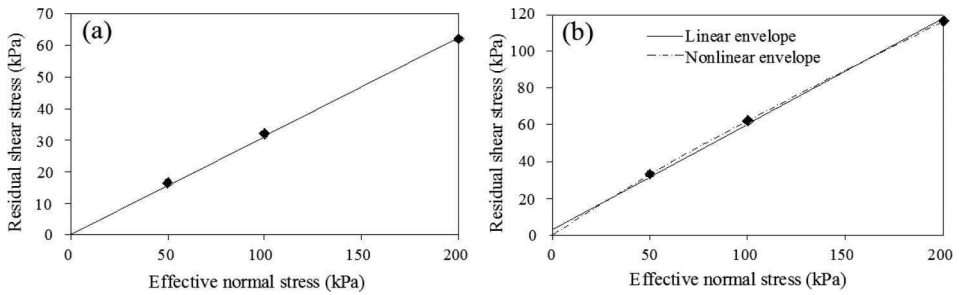 (a)
Residual shear stress (kPa)
70
60
50
40
30
20
10
0
0 50 100 150 200
Effective normal stress (kPa)
(b)
Linear envelope
Nonlinear envelope
Residual shear stress (kPa)
120
100
80
60
40
20
0
0 50 100 150 200
Effective normal stress (kPa)